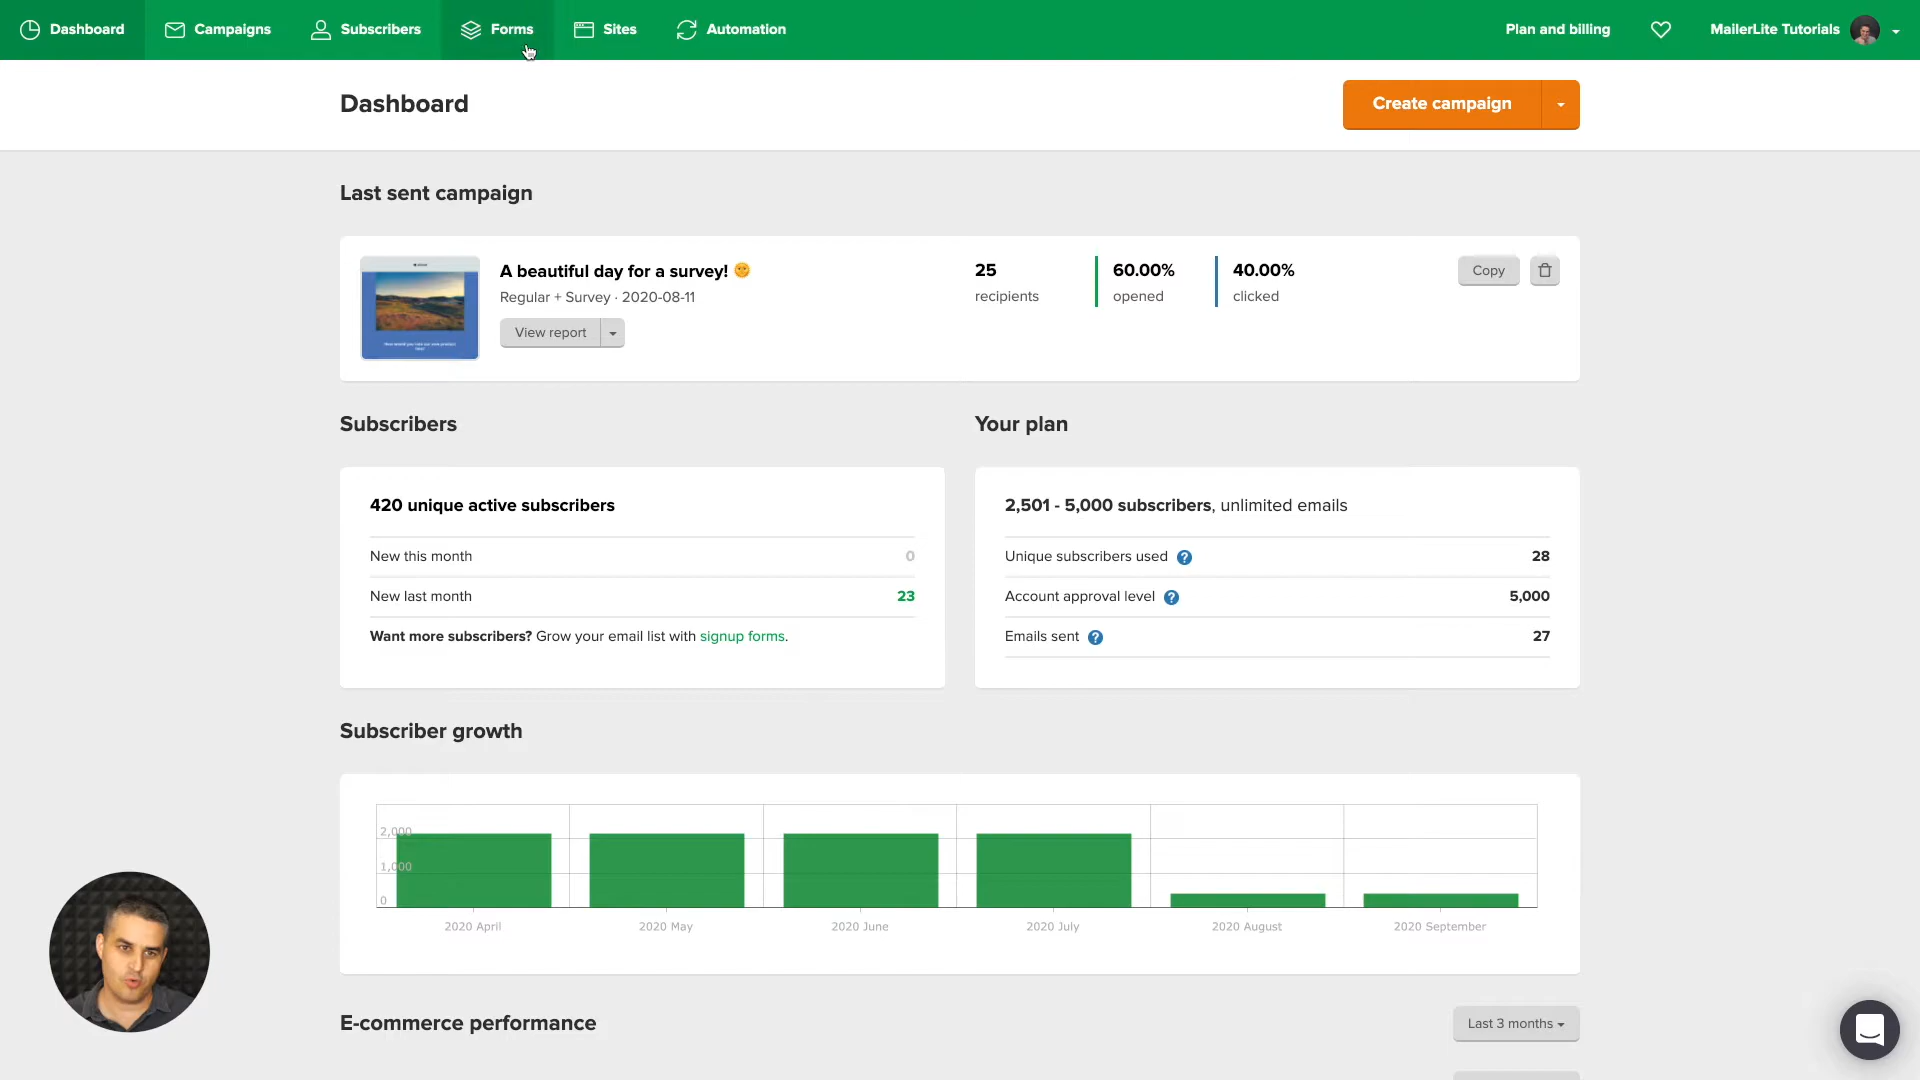 Dashboard
Campaigns
Subscribers
Forms
Sites
Automation
Plan and billing
MailerLite Tutorials
Dashboard
Create campaign
Last sent campaign
A beautiful day for a survey! 🌞
Regular + Survey · 2020-08-11
View report
25
recipients
60.00%
opened
40.00%
clicked
Copy
Subscribers
420 unique active subscribers
New this month 0
New last month 23
Want more subscribers? Grow your email list with signup forms.
Your plan
2,501 - 5,000 subscribers, unlimited emails
Unique subscribers used ? 28
Account approval level ? 5,000
Emails sent ? 27
Subscriber growth
2,000
1,000
0
2020 April
2020 May
2020 June
2020 July
2020 August
2020 September
E-commerce performance
Last 3 months